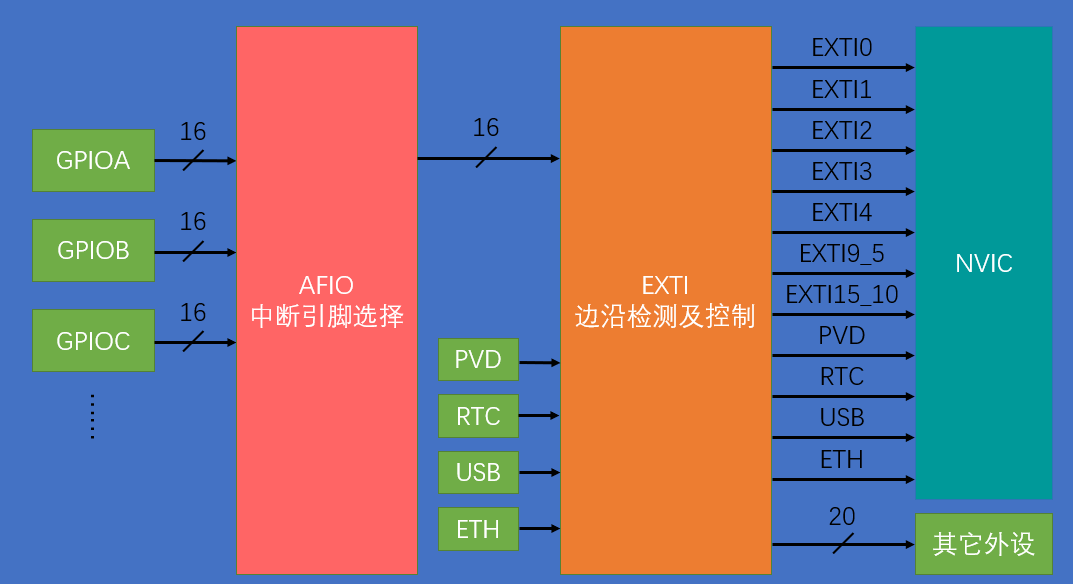 GPIOA
16
GPIOB
16
GPIOC
16
AFIO
中断引脚选择
16
PVD
RTC
USB
ETH
EXTI
边沿检测及控制
EXTI0
EXTI1
EXTI2
EXTI3
EXTI4
EXTI9_5
EXTI15_10
PVD
RTC
USB
ETH
20
NVIC
其它外设